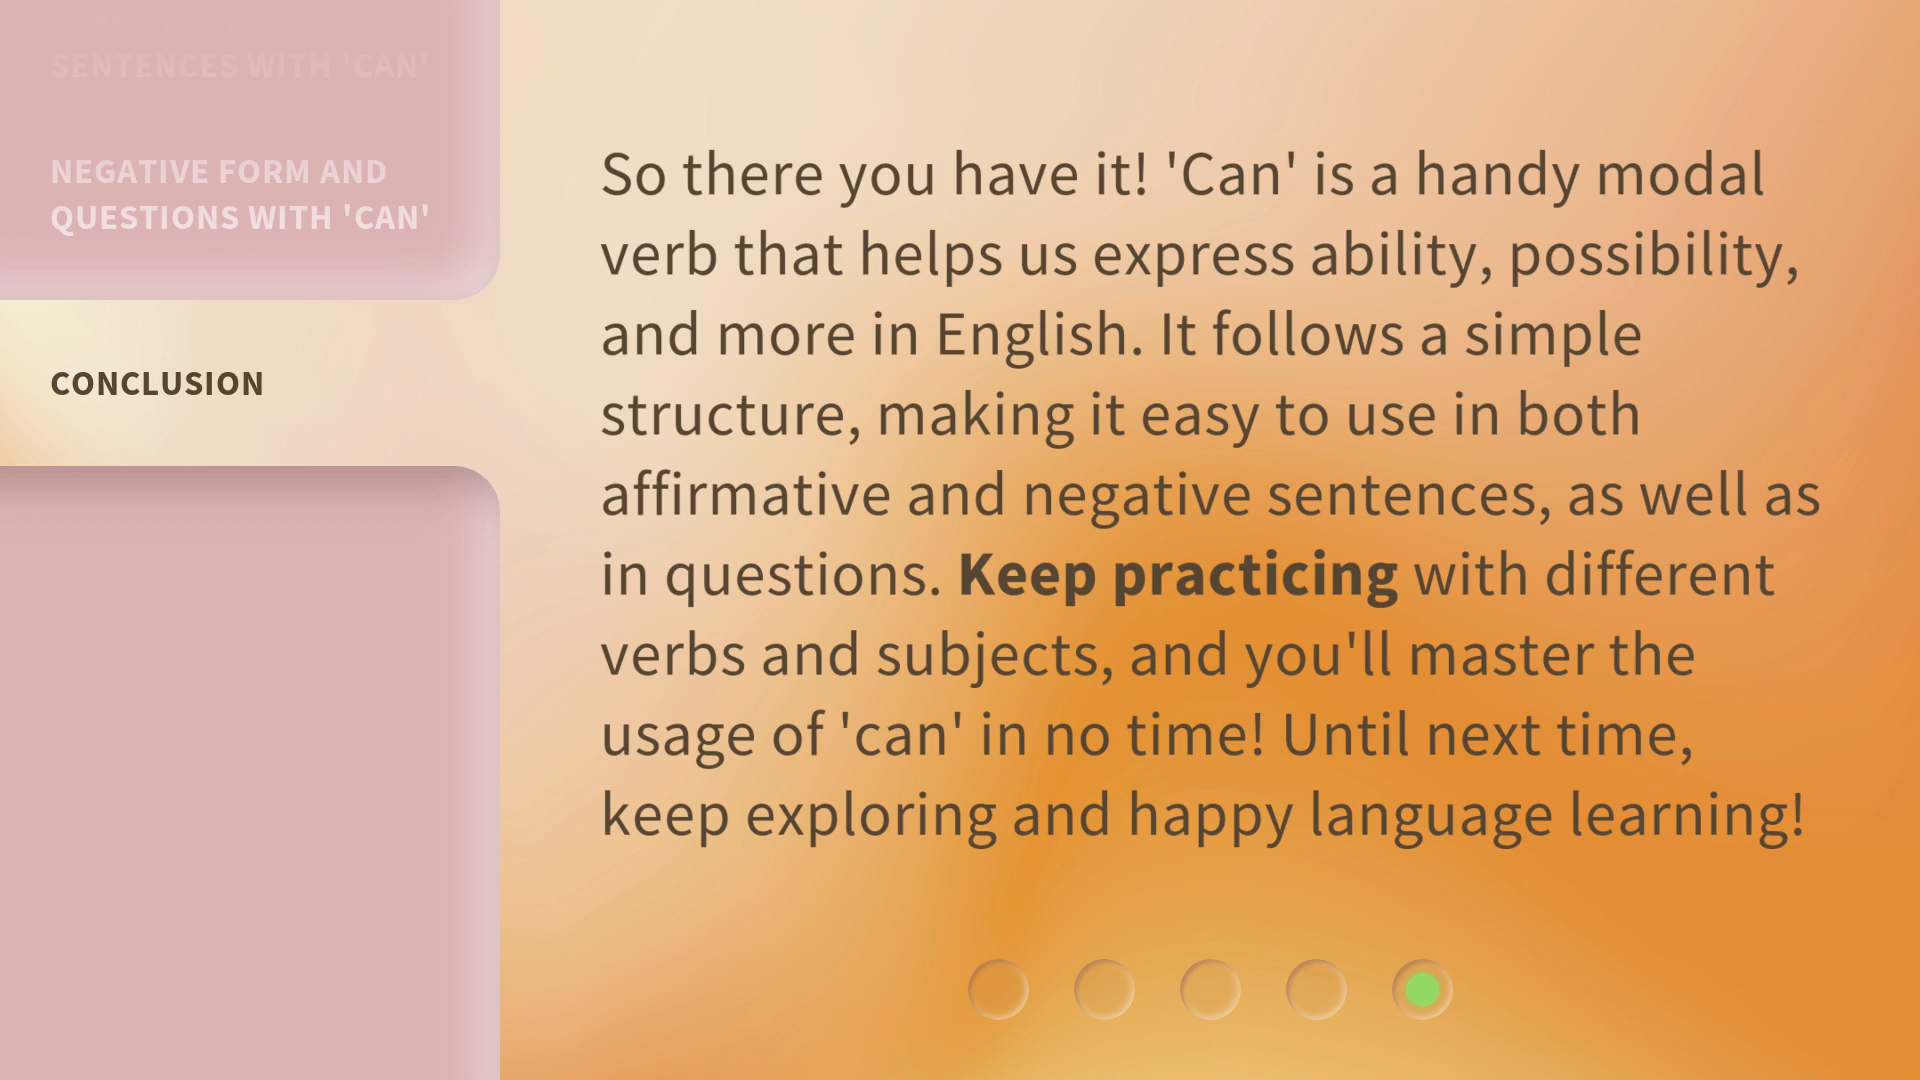 SENTENCES WITH 'CAN'
NEGATIVE FORM AND
QUESTIONS WITH 'CAN'
CONCLUSION
So there you have it! 'Can' is a handy modal
verb that helps us express ability, possibility,
and more in English. It follows a simple
structure, making it easy to use in both
affirmative and negative sentences, as well as
in questions. Keep practicing with different
verbs and subjects, and you'll master the
usage of 'can' in no time! Until next time,
keep exploring and happy language learning!